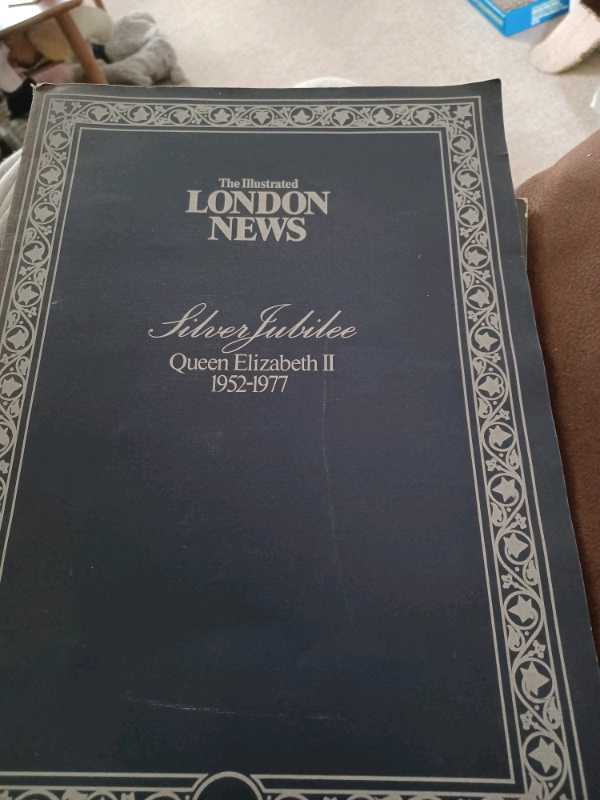 The Illustrated
LONDON
NEWS
Silver Jubilee
Queen Elizabeth II
1952-1977